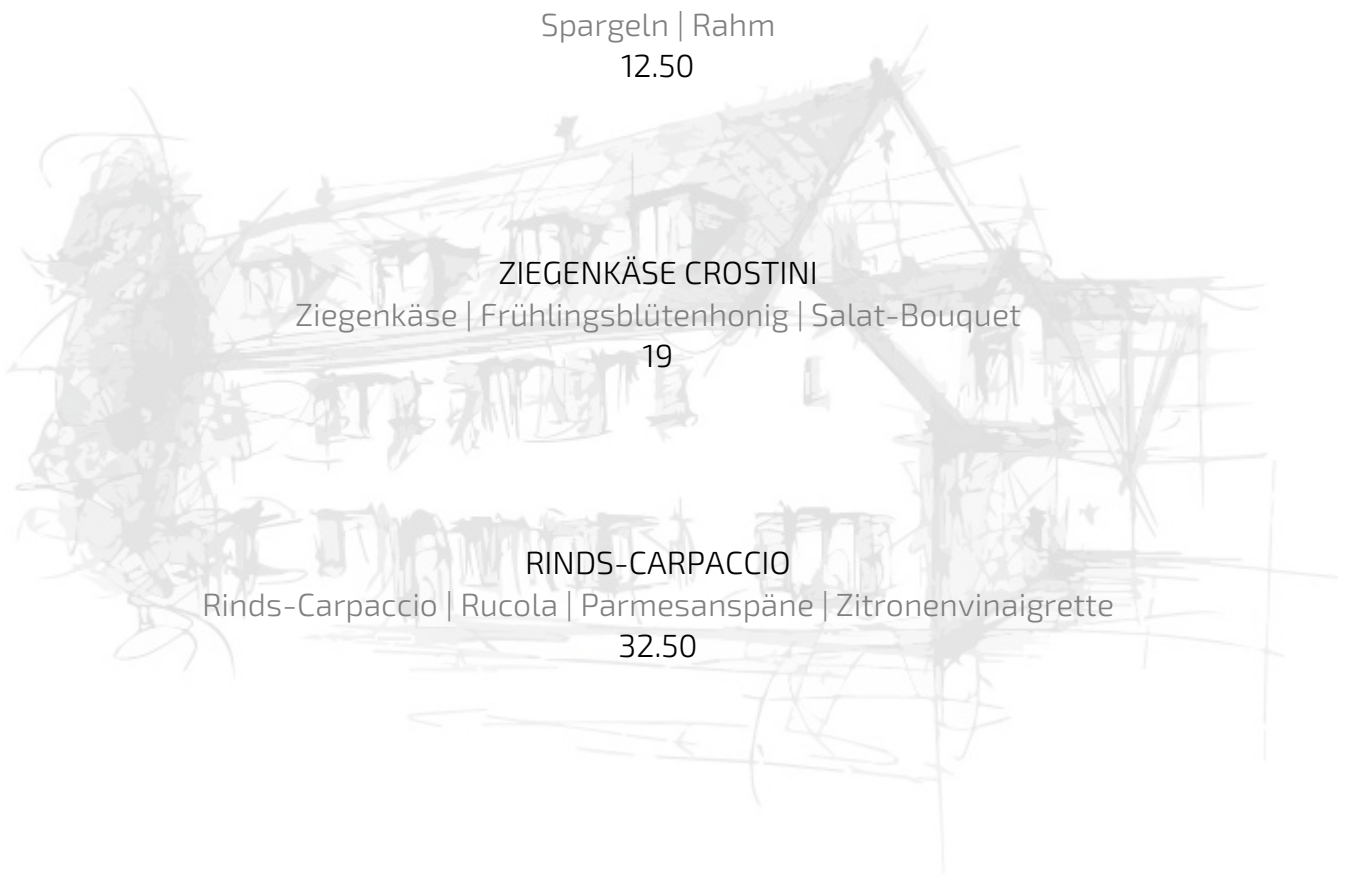 Spargeln | Rahm
12.50
ZIEGENKÄSE CROSTINI
Ziegenkäse | Frühlingsblütenhonig | Salat-Bouquet
19
RINDS-CARPACCIO
Rinds-Carpaccio | Rucola | Parmesanspäne | Zitronenvinaigrette
32.50